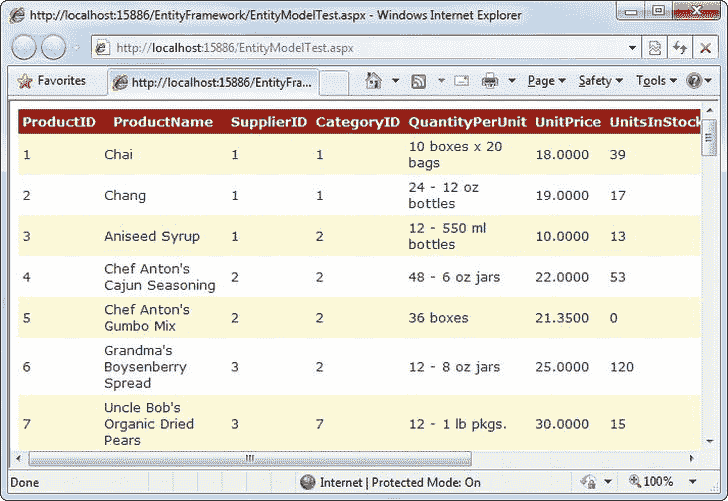 http://localhost:15886/EntityFramework/EntityModelTest.aspx - Windows Internet Explorer
http://localhost:15886/EntityModelTest.aspx
Favorites http://localhost:15886/EntityFra... Page Safety Tools
ProductID ProductName SupplierID CategoryID QuantityPerUnit UnitPrice UnitsInStock
1 Chai 1 1 10 boxes x 20 18.0000 39
bags
2 Chang 1 1 24 - 12 oz 19.0000 17
bottles
3 Aniseed Syrup 1 2 12 - 550 ml 10.0000 13
bottles
4 Chef Anton's 2 2 48 - 6 oz jars 22.0000 53
Cajun Seasoning
5 Chef Anton's 2 2 36 boxes 21.3500 0
Gumbo Mix
6 Grandma's 3 2 12 - 8 oz jars 25.0000 120
Boysenberry
Spread
7 Uncle Bob's 3 7 12 - 1 lb pkgs. 30.0000 15
Organic Dried
Pears
Done Internet | Protected Mode: On 100%